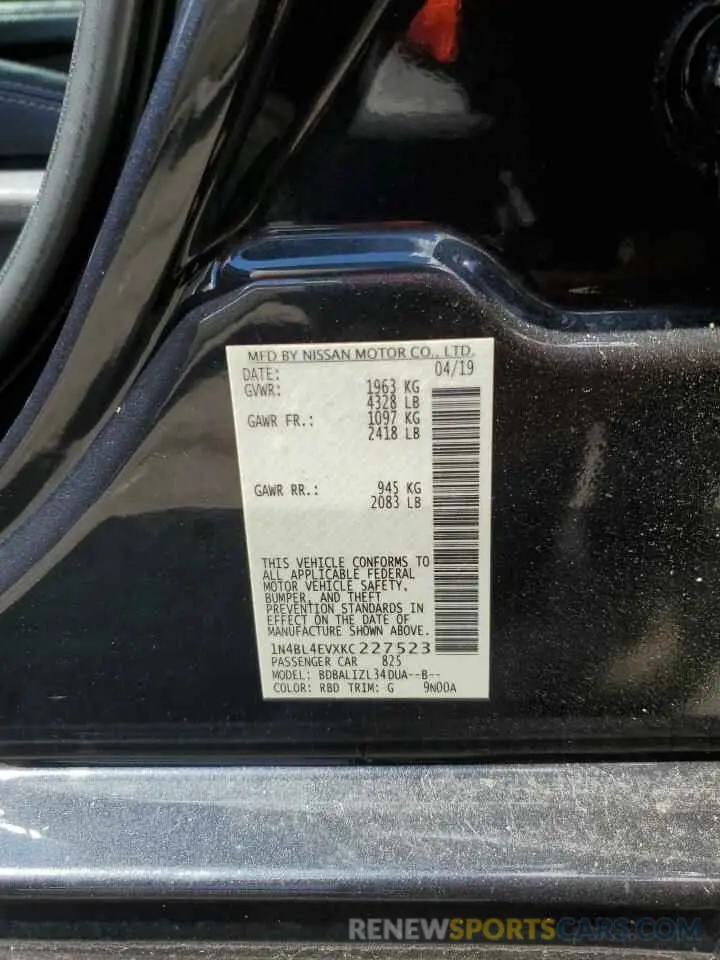 MFD BY NISSAN MOTOR CO., LTD.
DATE: 04/19
GVWR: 1963 KG
4328 LB
GAWR FR.: 1097 KG
2418 LB
GAWR RR.: 945 KG
2083 LB
THIS VEHICLE CONFORMS TO
ALL APPLICABLE FEDERAL
MOTOR VEHICLE SAFETY,
BUMPER, AND THEFT
PREVENTION STANDARDS IN
EFFECT ON THE DATE OF
MANUFACTURE SHOWN ABOVE.
1N4BL4EVXKC227523
PASSENGER CAR 825
MODEL: BDBALIZL34DUA--B--
COLOR: RBD TRIM: G 9N00A
RENEWSPORTSCARS.COM